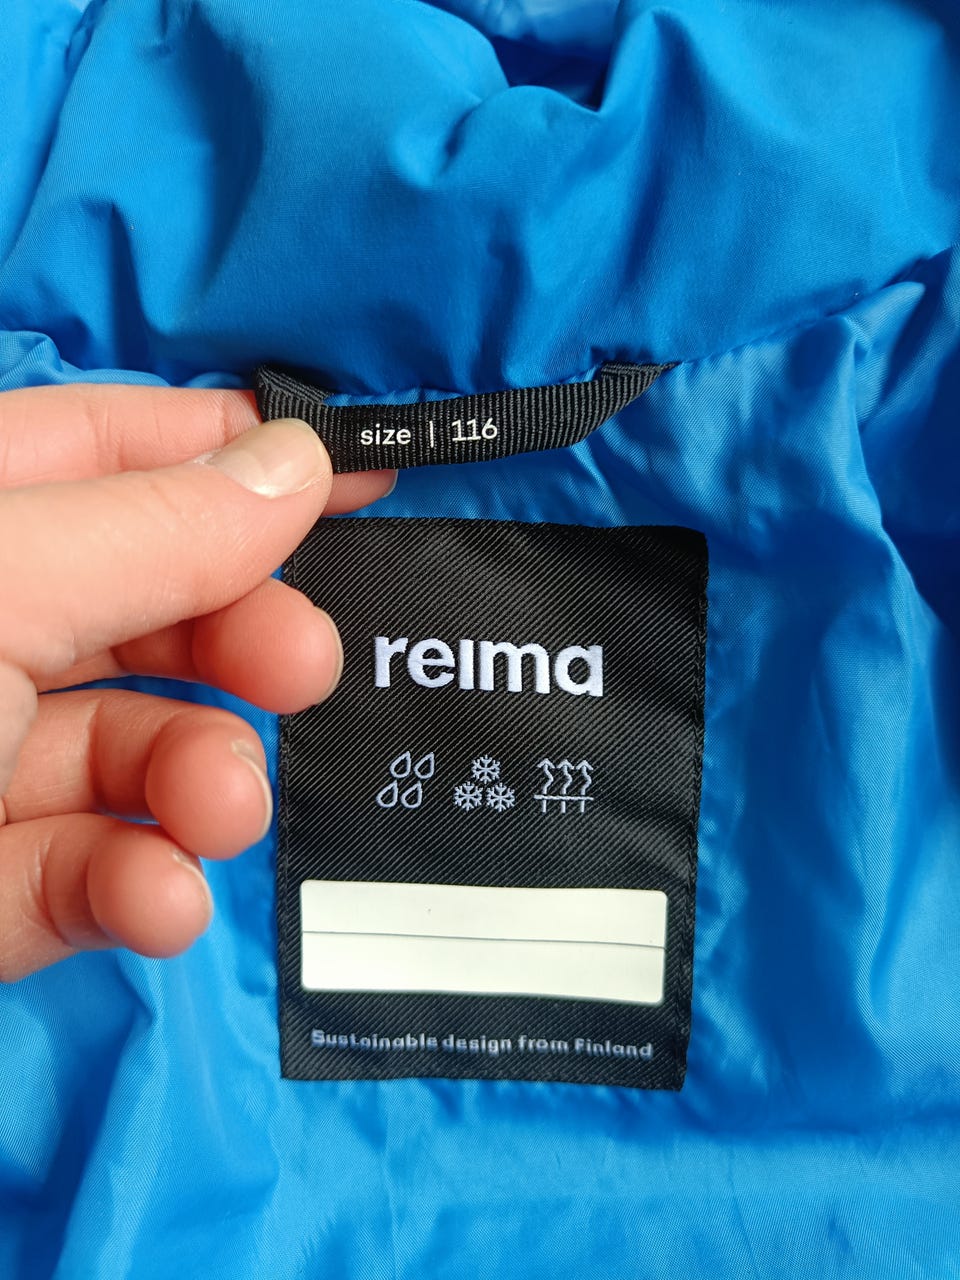 size | 116
reima
Sustainable design from Finland